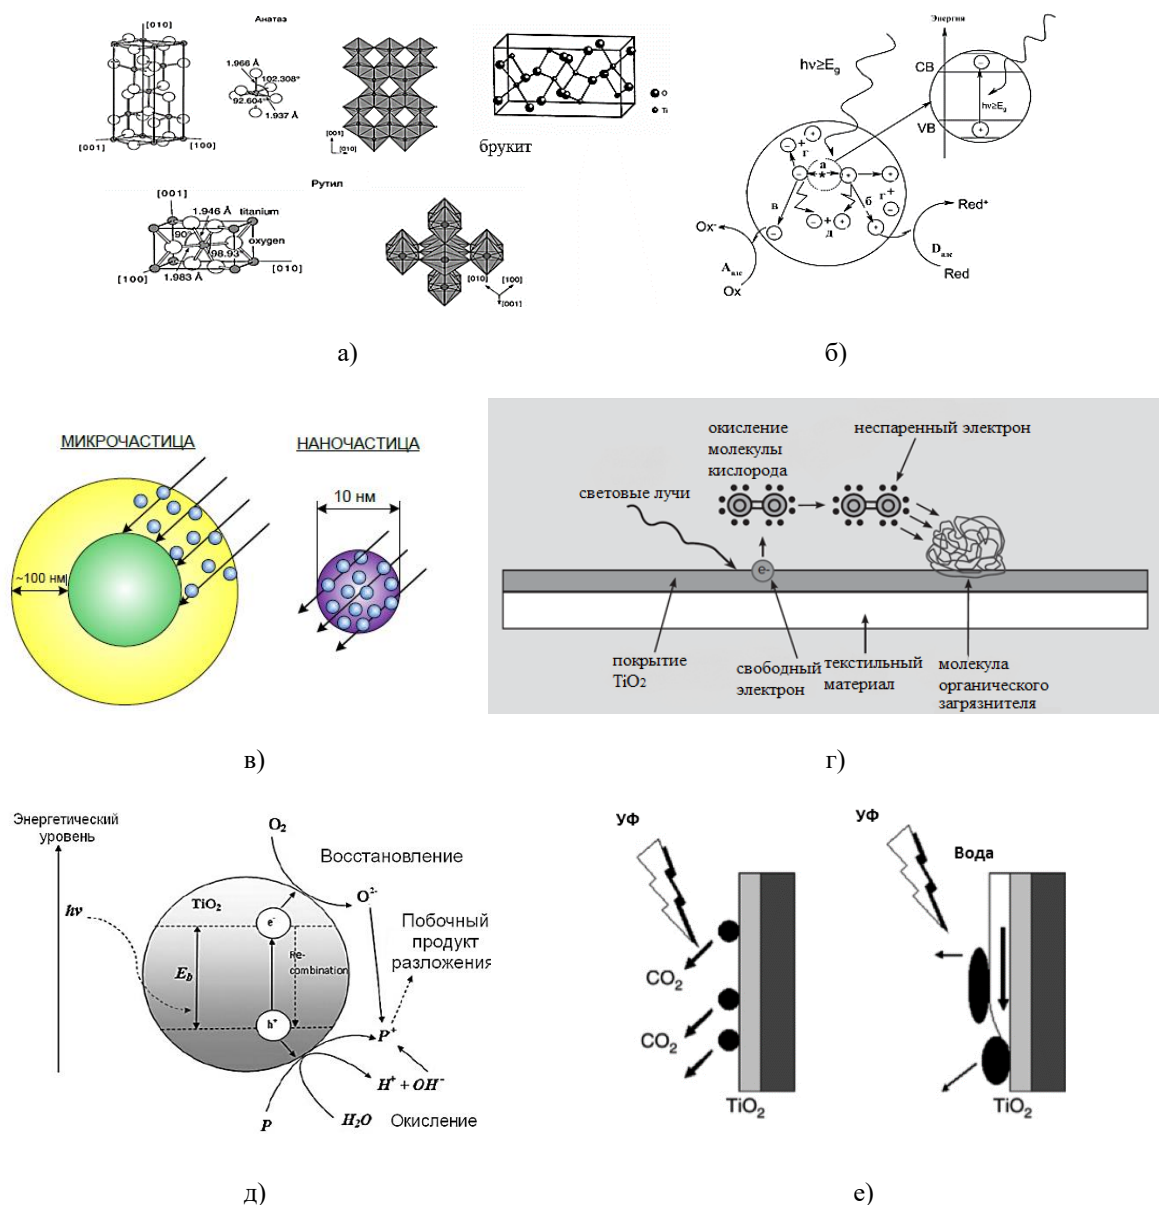 Анатаз
[010]
1.966 Å
102.308°
92.604°
1.937 Å
[001]
[100]
[001]
[010]
O
Ti
брукит
Рутил
[001]
1.946 Å
titanium
90°
oxygen
98.93°
[100]
1.983 Å
[010]
[010]
[100]
[001]
а)
Энергия
hν≥Eg
CB
hν≥Eg
VB
г
а
в
б
г
д
Ox-
Red+
Aадс
Dадс
Ox
Red
б)
МИКРОЧАСТИЦА
НАНОЧАСТИЦА
10 нм
~100 нм
в)
окисление
молекулы
кислорода
неспаренный электрон
световые лучи
e-
покрытие
TiO2
свободный
электрон
текстильный
материал
молекула
органического
загрязнителя
г)
Энергетический
уровень
O2
Восстановление
hν
TiO2
e-
O2-
Побочный
продукт
разложения
Eb
Re-
combination
h+
P+
H+ + OH-
P
H2O
Окисление
д)
УФ
CO2
CO2
TiO2
УФ
Вода
TiO2
е)